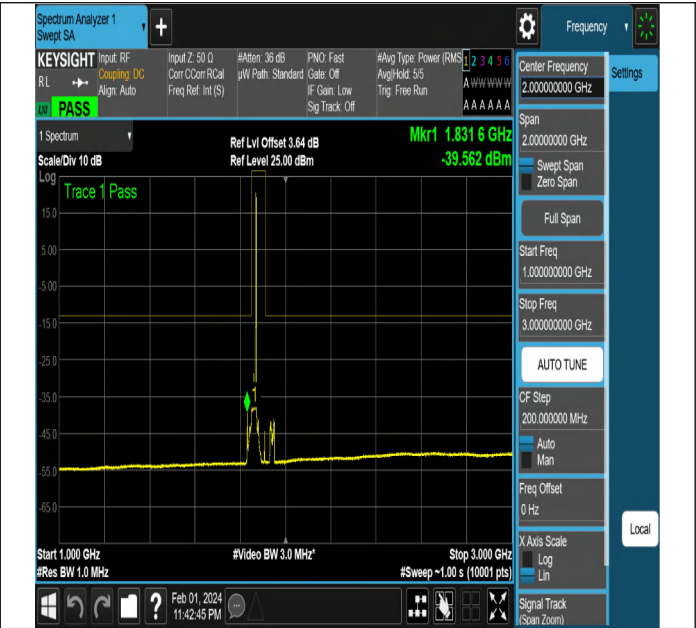 Spectrum Analyzer 1
Swept SA
+
Frequency
KEYSIGHT
RL
PASS
Input: RF
Coupling: DC
Align: Auto
Input Z: 50 Ω
Corr CCorr RCal
Freq Ref: Int (S)
#Atten: 36 dB
µW Path: Standard
PNO: Fast
Gate: Off
IF Gain: Low
Sig Track: Off
#Avg Type: Power (RMS
Avg|Hold: 5/5
Trig: Free Run
1 2 3 4 5 6
A W W W W W
A A A A A A
Center Frequency
2.000000000 GHz
Settings
Span
2.00000000 GHz
Swept Span
Zero Span
Full Span
Start Freq
1.000000000 GHz
Stop Freq
3.000000000 GHz
AUTO TUNE
CF Step
200.000000 MHz
Auto
Man
Freq Offset
0 Hz
X Axis Scale
Log
Lin
Signal Track
(Span Zoom)
Local
1 Spectrum
Scale/Div 10 dB
Ref Lvl Offset 3.64 dB
Ref Level 25.00 dBm
Mkr1 1.831 6 GHz
-39.562 dBm
Log
Trace 1 Pass
15.0
5.00
-5.00
-15.0
-25.0
-35.0
-45.0
-55.0
-65.0
Start 1.000 GHz
#Res BW 1.0 MHz
#Video BW 3.0 MHz*
Stop 3.000 GHz
#Sweep ~1.00 s (10001 pts)
?
Feb 01, 2024
11:42:45 PM